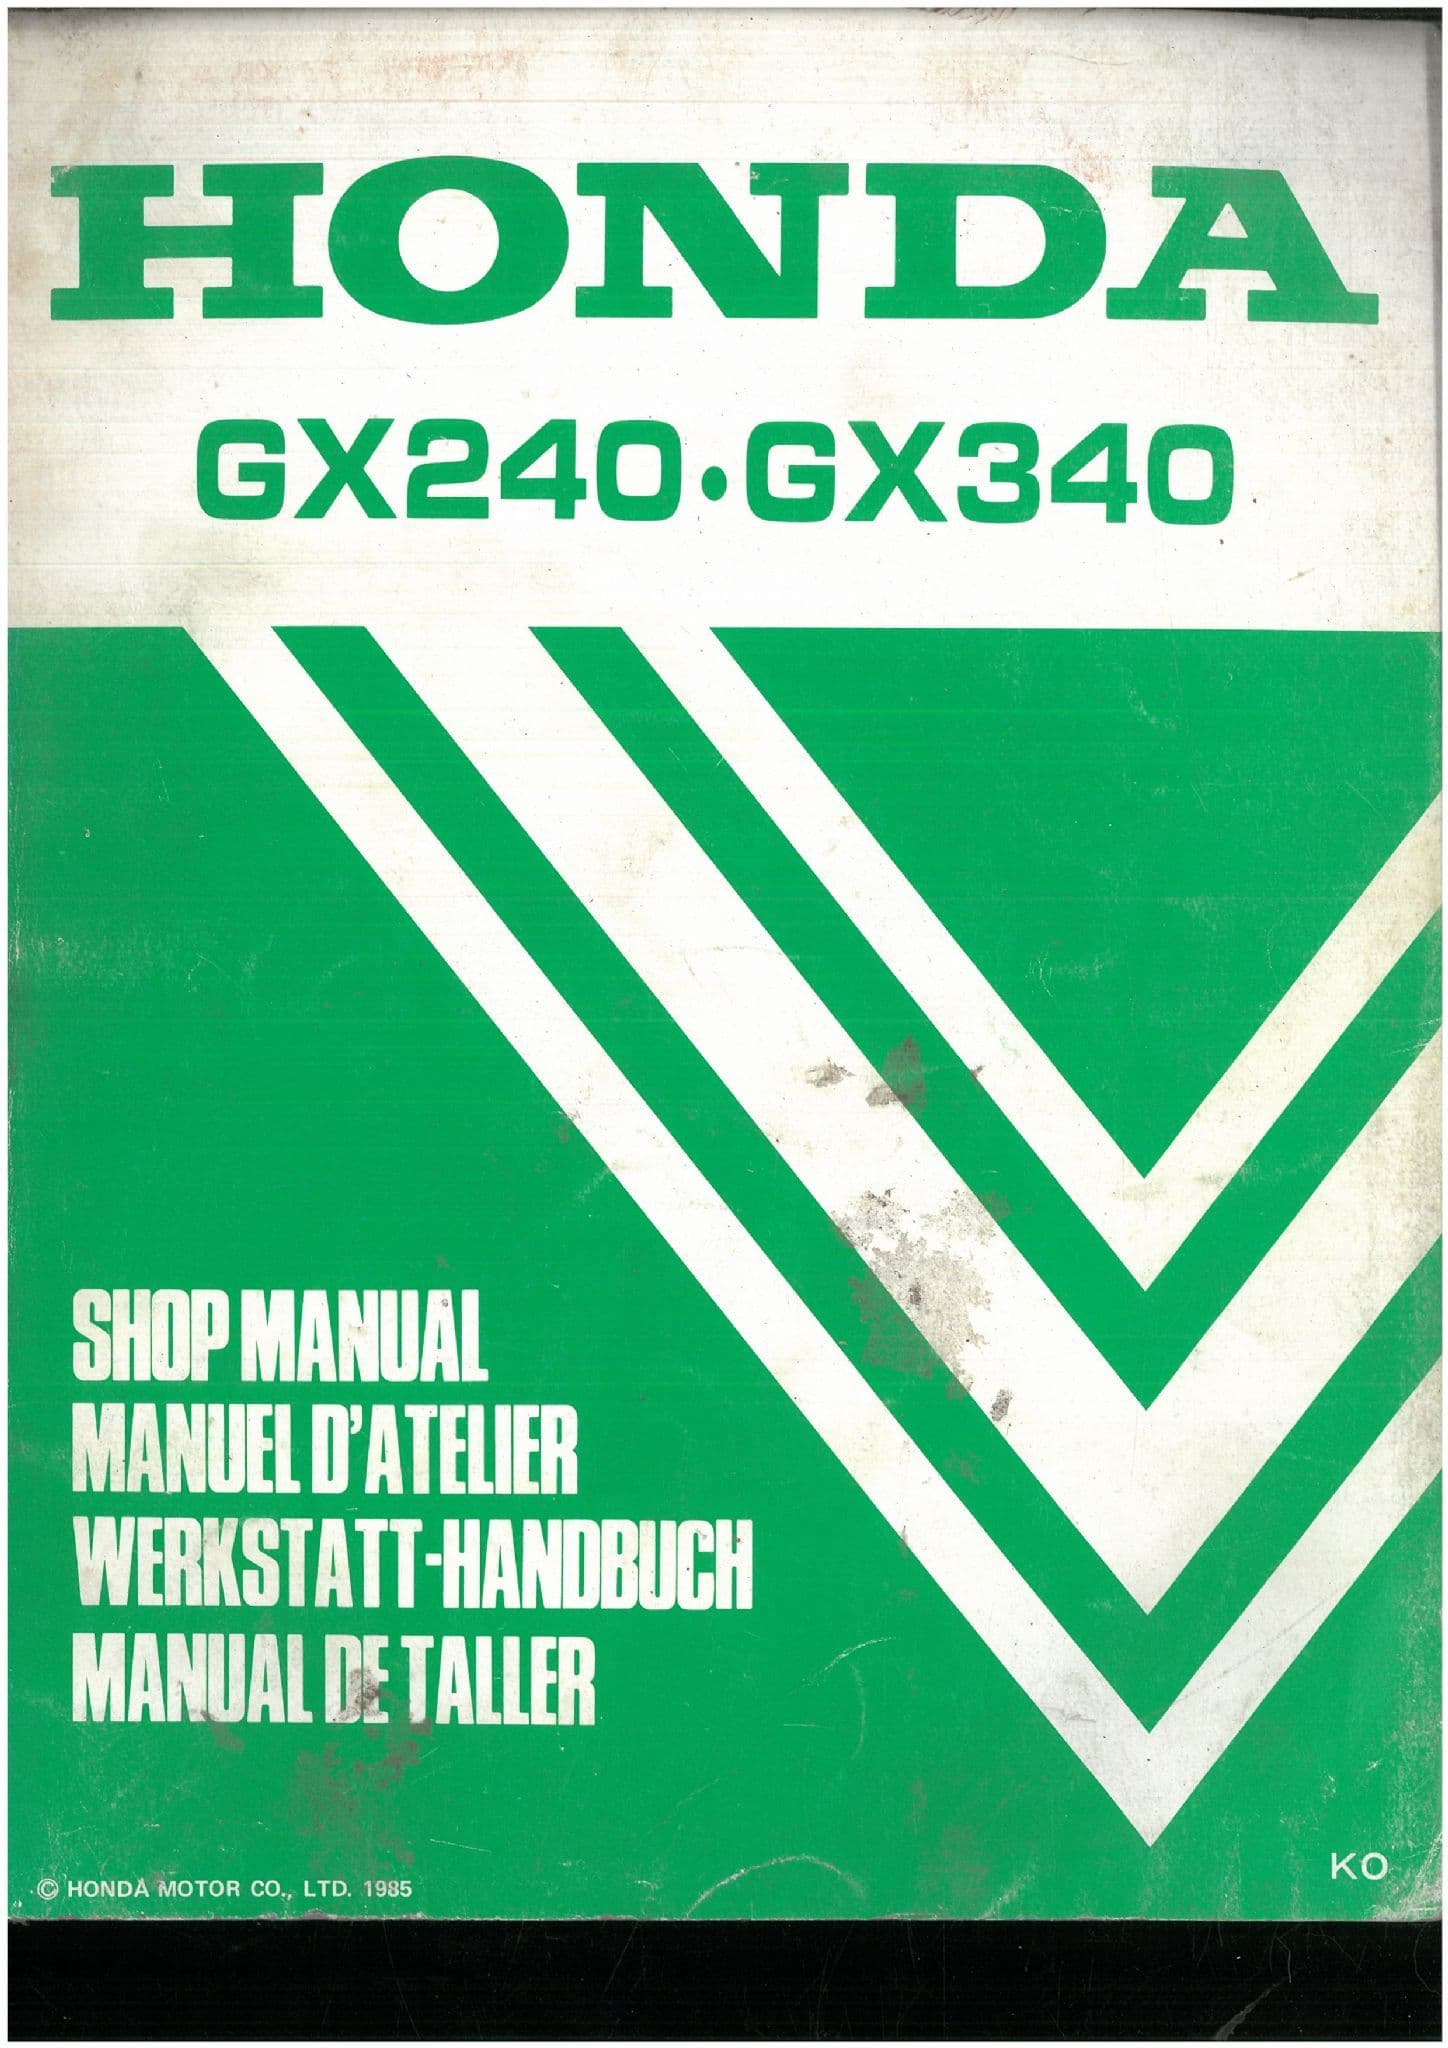 HONDA
GX240•GX340
SHOP MANUAL
MANUEL D'ATELIER
WERKSTATT-HANDBUCH
MANUAL DE TALLER
KO
© HONDA MOTOR CO., LTD. 1985